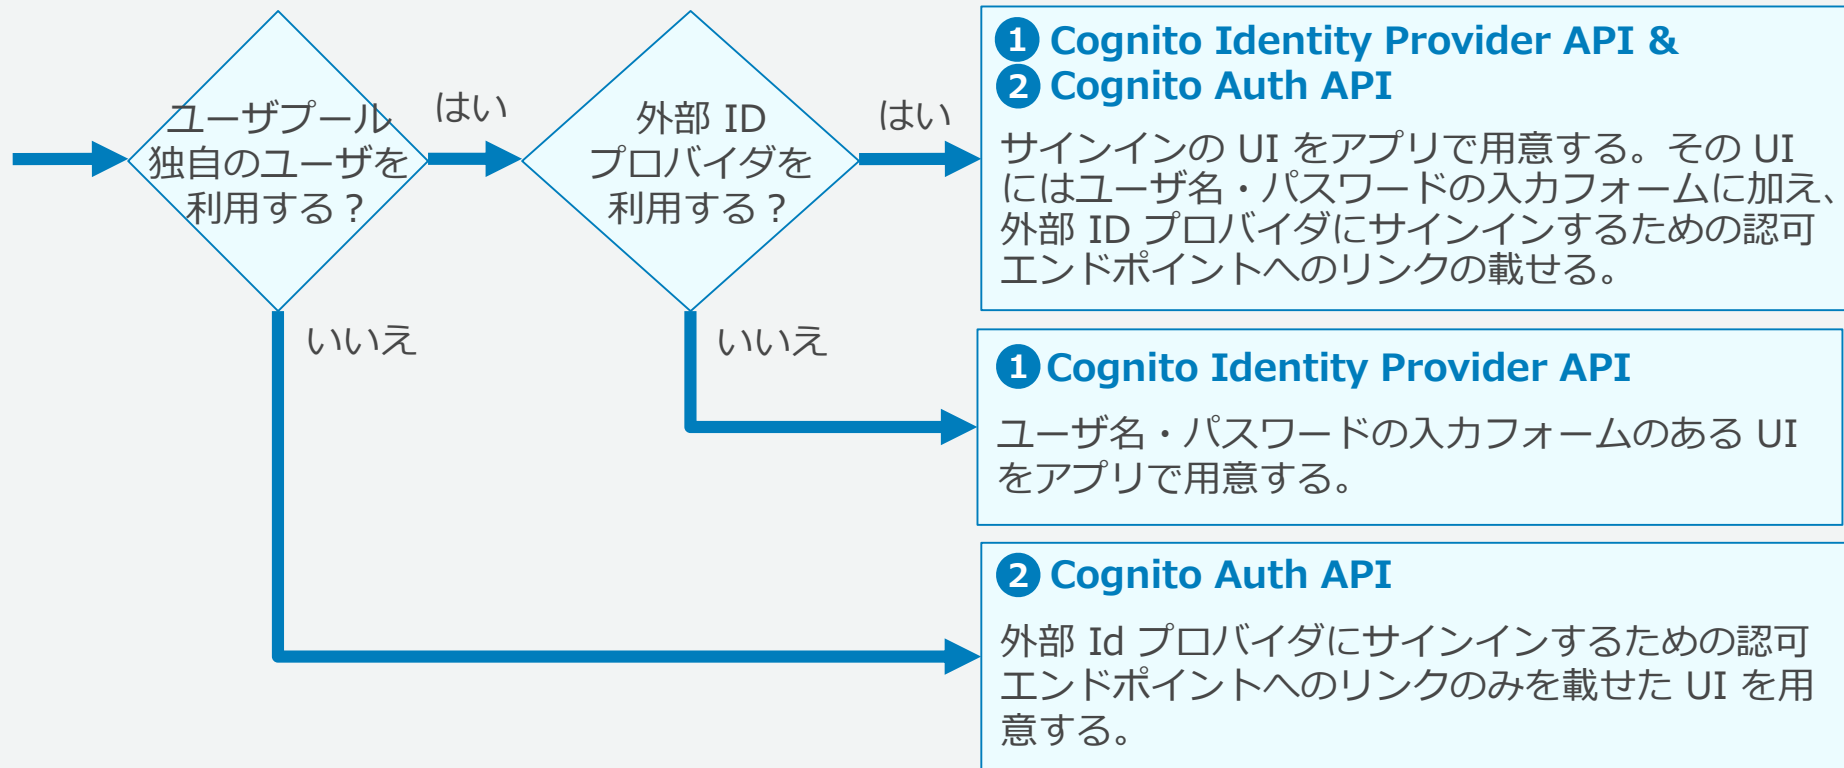 ユーザプール
独自のユーザを
利用する？
はい
外部 ID
プロバイダを
利用する？
はい
❶ Cognito Identity Provider API &
❷ Cognito Auth API
サインインの UI をアプリで用意する。その UI
にはユーザ名・パスワードの入力フォームに加え、
外部 ID プロバイダにサインインするための認可
エンドポイントへのリンクの載せる。
いいえ
いいえ
❶ Cognito Identity Provider API
ユーザ名・パスワードの入力フォームのある UI
をアプリで用意する。
❷ Cognito Auth API
外部 Id プロバイダにサインインするための認可
エンドポイントへのリンクのみを載せた UI を用
意する。